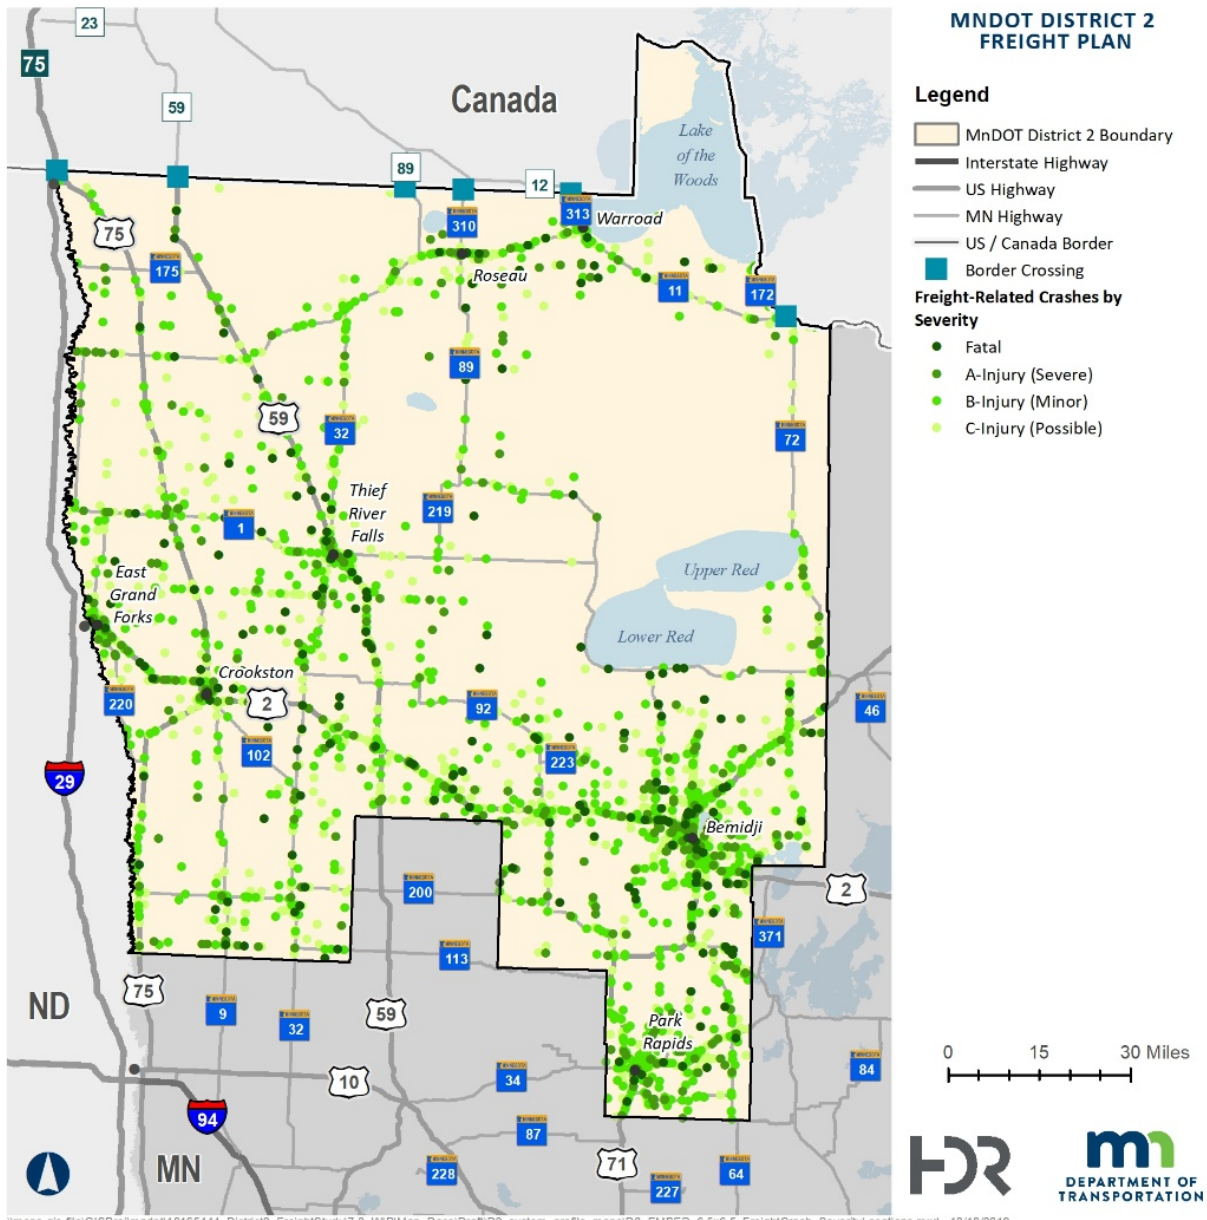 MNDOT DISTRICT 2
FREIGHT PLAN
Legend
MnDOT District 2 Boundary
Interstate Highway
US Highway
MN Highway
US / Canada Border
Border Crossing
Freight-Related Crashes by
Severity
Fatal
A-Injury (Severe)
B-Injury (Minor)
C-Injury (Possible)
23
75
59
Canada
Lake
of the
Woods
89
12
310
313
Warroad
75
175
Roseau
11
172
89
59
32
72
Thief
River
Falls
219
1
East
Grand
Forks
Upper Red
Lower Red
Crookston
220
2
92
46
102
223
29
Bemidji
200
2
371
113
75
ND
9
32
59
Park
Rapids
0 15 30 Miles
10
34
84
94
87
MN
228
71
227
64
HDR
mn
DEPARTMENT OF
TRANSPORTATION